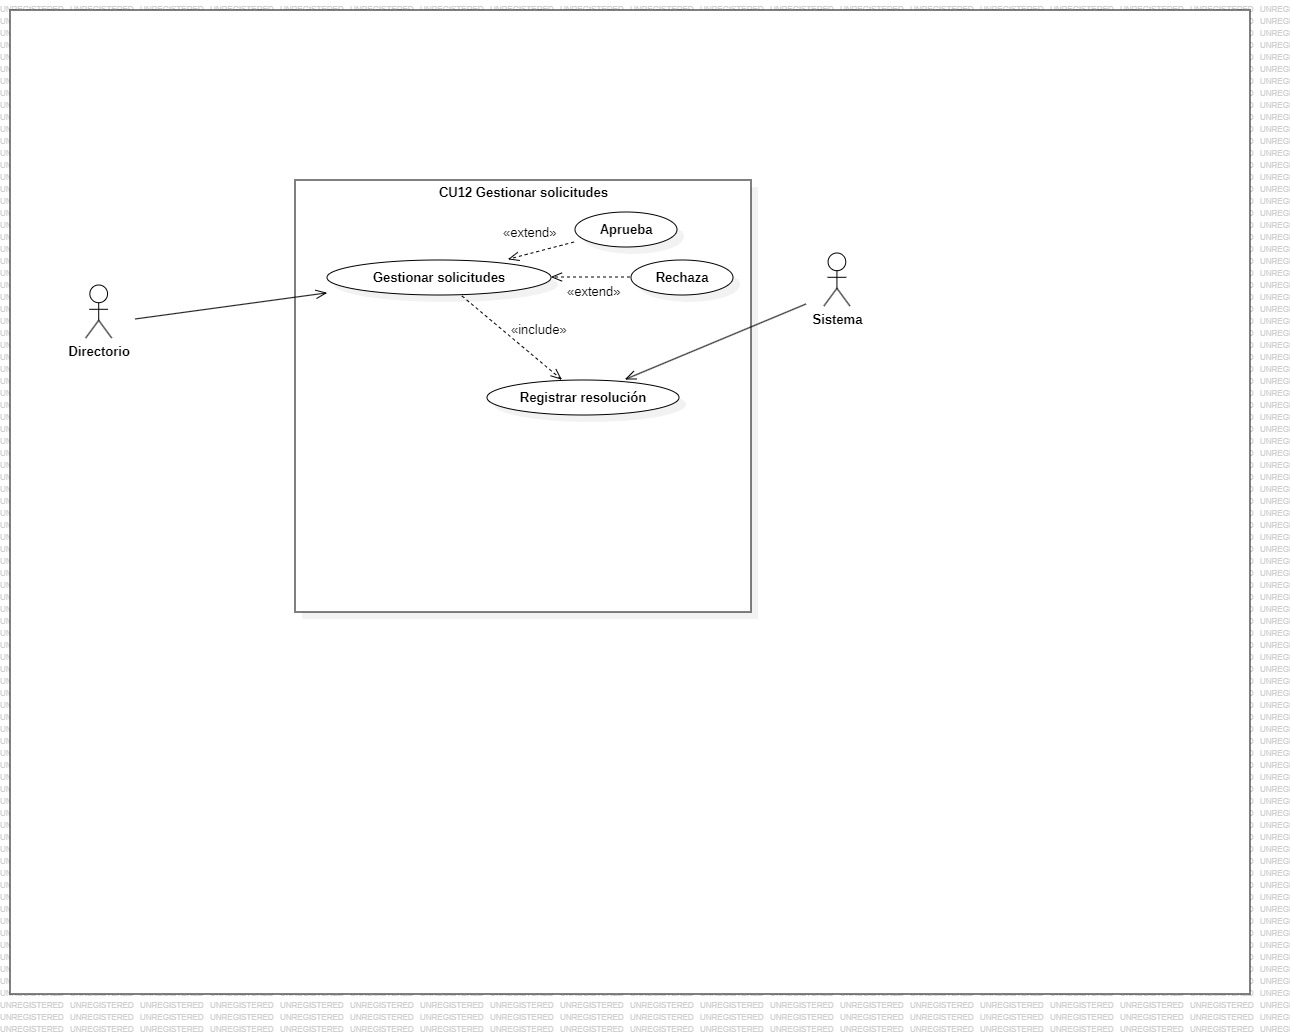 CU12 Gestionar solicitudes
«extend»
Aprueba
Gestionar solicitudes
Rechaza
«extend»
Directorio
Sistema
«include»
Registrar resolución
UNREGISTERED UNREGISTERED UNREGISTERED UNREGISTERED UNREGISTERED UNREGISTERED UNREGISTERED UNREGISTERED UNREGISTERED UNREGISTERED UNREGISTERED UNREGISTERED UNREGISTERED UNREGISTERED UNREGISTERED UNREGISTERED UNREGISTERED UNREGISTERED